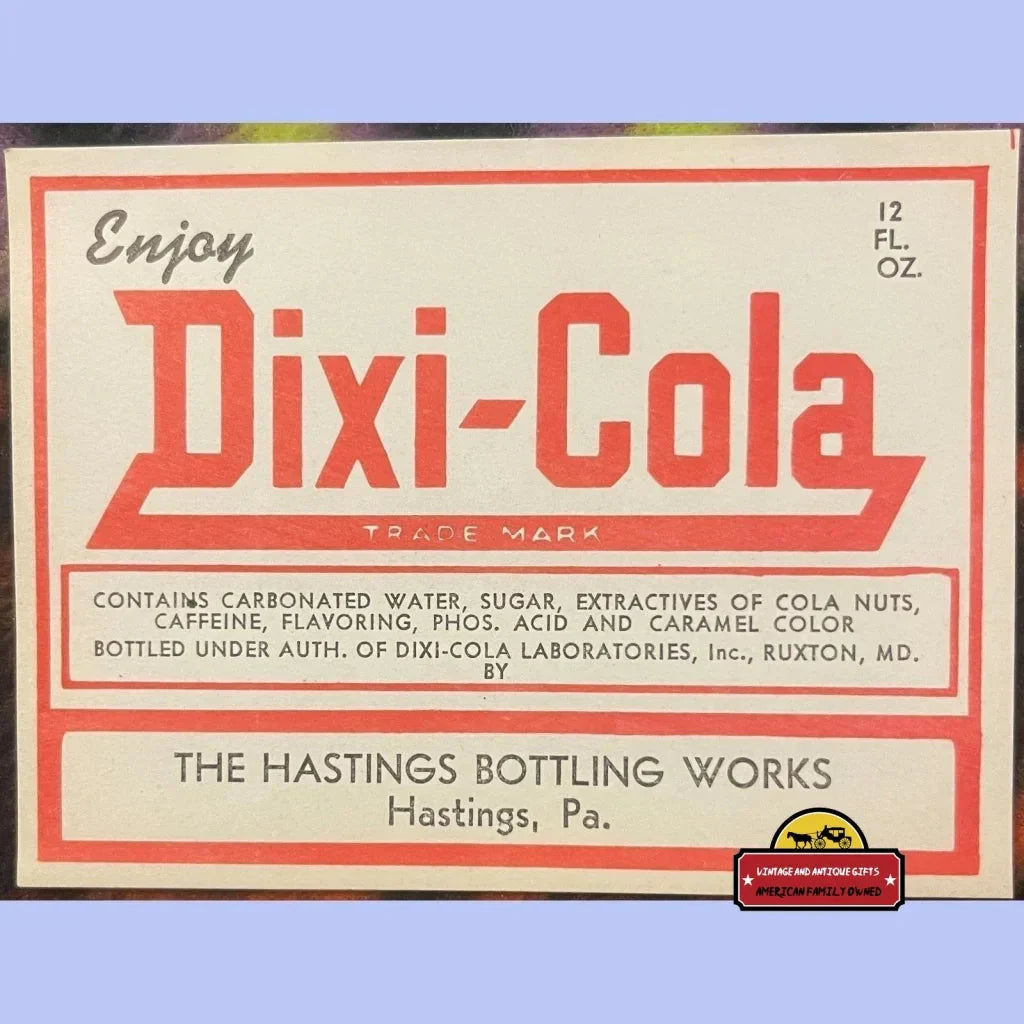 Enjoy
12
FL.
OZ.
Dixi-Cola
TRADE MARK
CONTAINS CARBONATED WATER, SUGAR, EXTRACTIVES OF COLA NUTS,
CAFFEINE, FLAVORING, PHOS. ACID AND CARAMEL COLOR
BOTTLED UNDER AUTH. OF DIXI-COLA LABORATORIES, Inc., RUXTON, MD.
BY
THE HASTINGS BOTTLING WORKS
Hastings, Pa.
VINTAGE AND ANTIQUE GIFTS
AMERICAN FAMILY OWNED